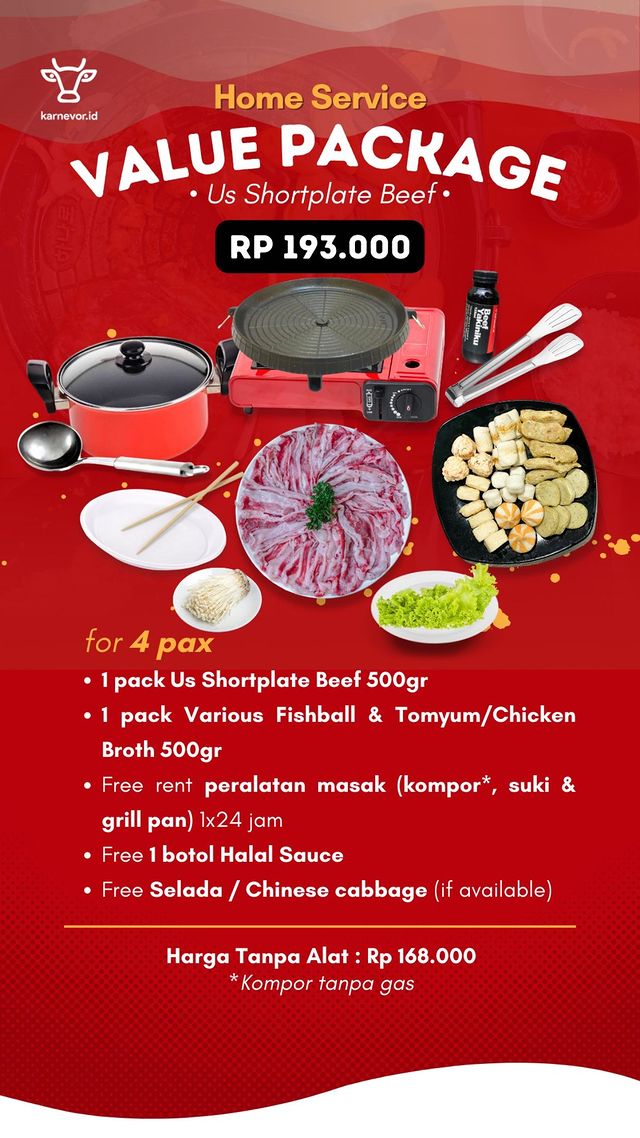 karnevor.id
Home Service
VALUE PACKAGE
• Us Shortplate Beef •
RP 193.000
Beef
Yakiniku
for 4 pax
• 1 pack Us Shortplate Beef 500gr
• 1 pack Various Fishball & Tomyum/Chicken
Broth 500gr
• Free rent peralatan masak (kompor*, suki &
grill pan) 1x24 jam
• Free 1 botol Halal Sauce
• Free Selada / Chinese cabbage (if available)
Harga Tanpa Alat : Rp 168.000
*Kompor tanpa gas